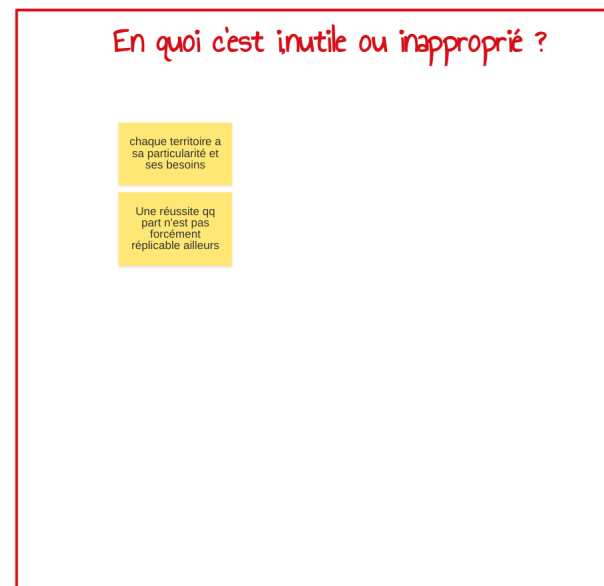 En quoi c'est inutile ou inapproprié ?
chaque territoire a
sa particularité et
ses besoins
Une réussite qq
part n'est pas
forcément
réplicable ailleurs